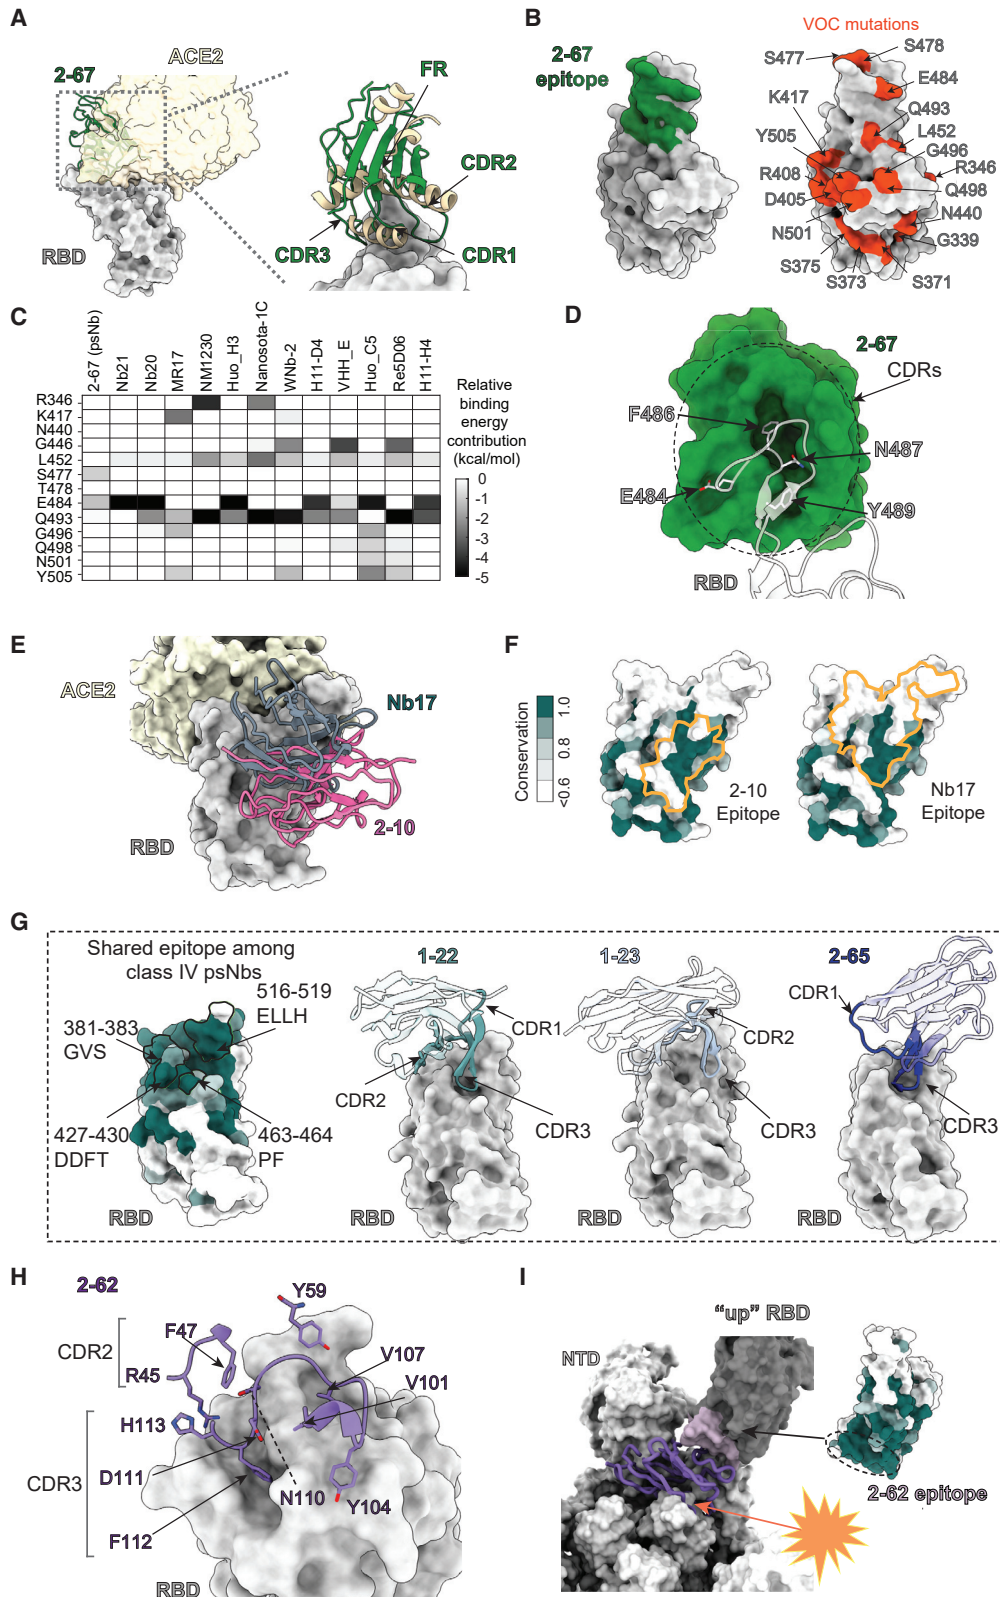 A
ACE2
2-67
FR
CDR2
CDR3
CDR1
RBD
B
VOC mutations
2-67
epitope
S477
S478
E484
K417
Q493
Y505
L452
G496
R408
R346
D405
Q498
N501
N440
G339
S375
S373
S371
C
2-67 (psNb)
Nb21
Nb20
MR17
NM1230
Huo_H3
Nanosota-1C
WNb-2
H11-D4
VHH_E
Huo_C5
Re5D06
H11-H4
R346
K417
N440
G446
L452
S477
T478
E484
Q493
G496
Q498
N501
Y505
Relative
binding
energy
contribution
(kcal/mol)
0
-1
-2
-3
-4
-5
D
2-67
CDRs
F486
N487
E484
Y489
RBD
E
ACE2
Nb17
2-10
RBD
F
Conservation
1.0
0.8
<0.6
2-10
Epitope
Nb17
Epitope
G
Shared epitope among
class IV psNbs
516-519
ELLH
381-383
GVS
427-430
DDFT
463-464
PF
RBD
1-22
CDR1
CDR2
CDR3
RBD
1-23
CDR2
CDR3
RBD
2-65
CDR1
CDR3
RBD
H
2-62
Y59
F47
CDR2
R45
V107
V101
H113
CDR3
D111
N110
Y104
F112
RBD
I
“up” RBD
NTD
2-62 epitope